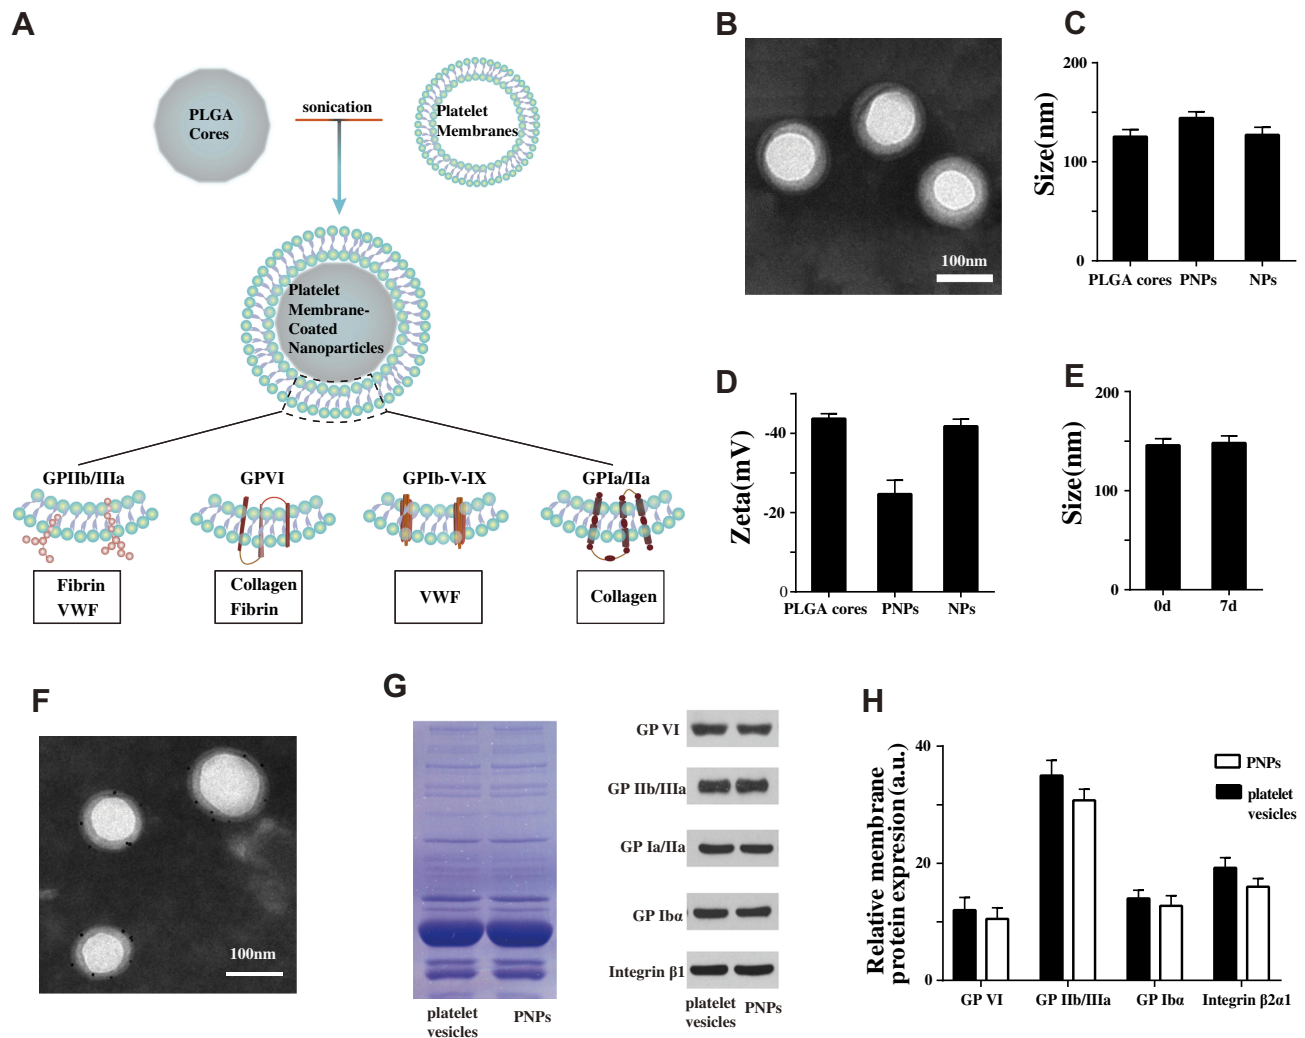 A
PLGA
Cores
sonication
Platelet
Membranes
Platelet
Membrane-
Coated
Nanoparticles
GPIIb/IIIa
GPVI
GPIb-V-IX
GPIa/IIa
Fibrin
VWF
Collagen
Fibrin
VWF
Collagen
B
100nm
C
Size(nm)
200
100
0
PLGA cores
PNPs
NPs
D
Zeta(mV)
-40
-20
0
PLGA cores
PNPs
NPs
E
Size(nm)
200
100
0
0d
7d
F
100nm
G
platelet
vesicles
PNPs
GP VI
GP IIb/IIIa
GP Ia/IIa
GP Ibα
Integrin β1
platelet
vesicles
PNPs
H
Relative membrane
protein expresion(a.u.)
40
20
0
PNPs
platelet
vesicles
GP VI
GP IIb/IIIa
GP Ibα
Integrin β2α1